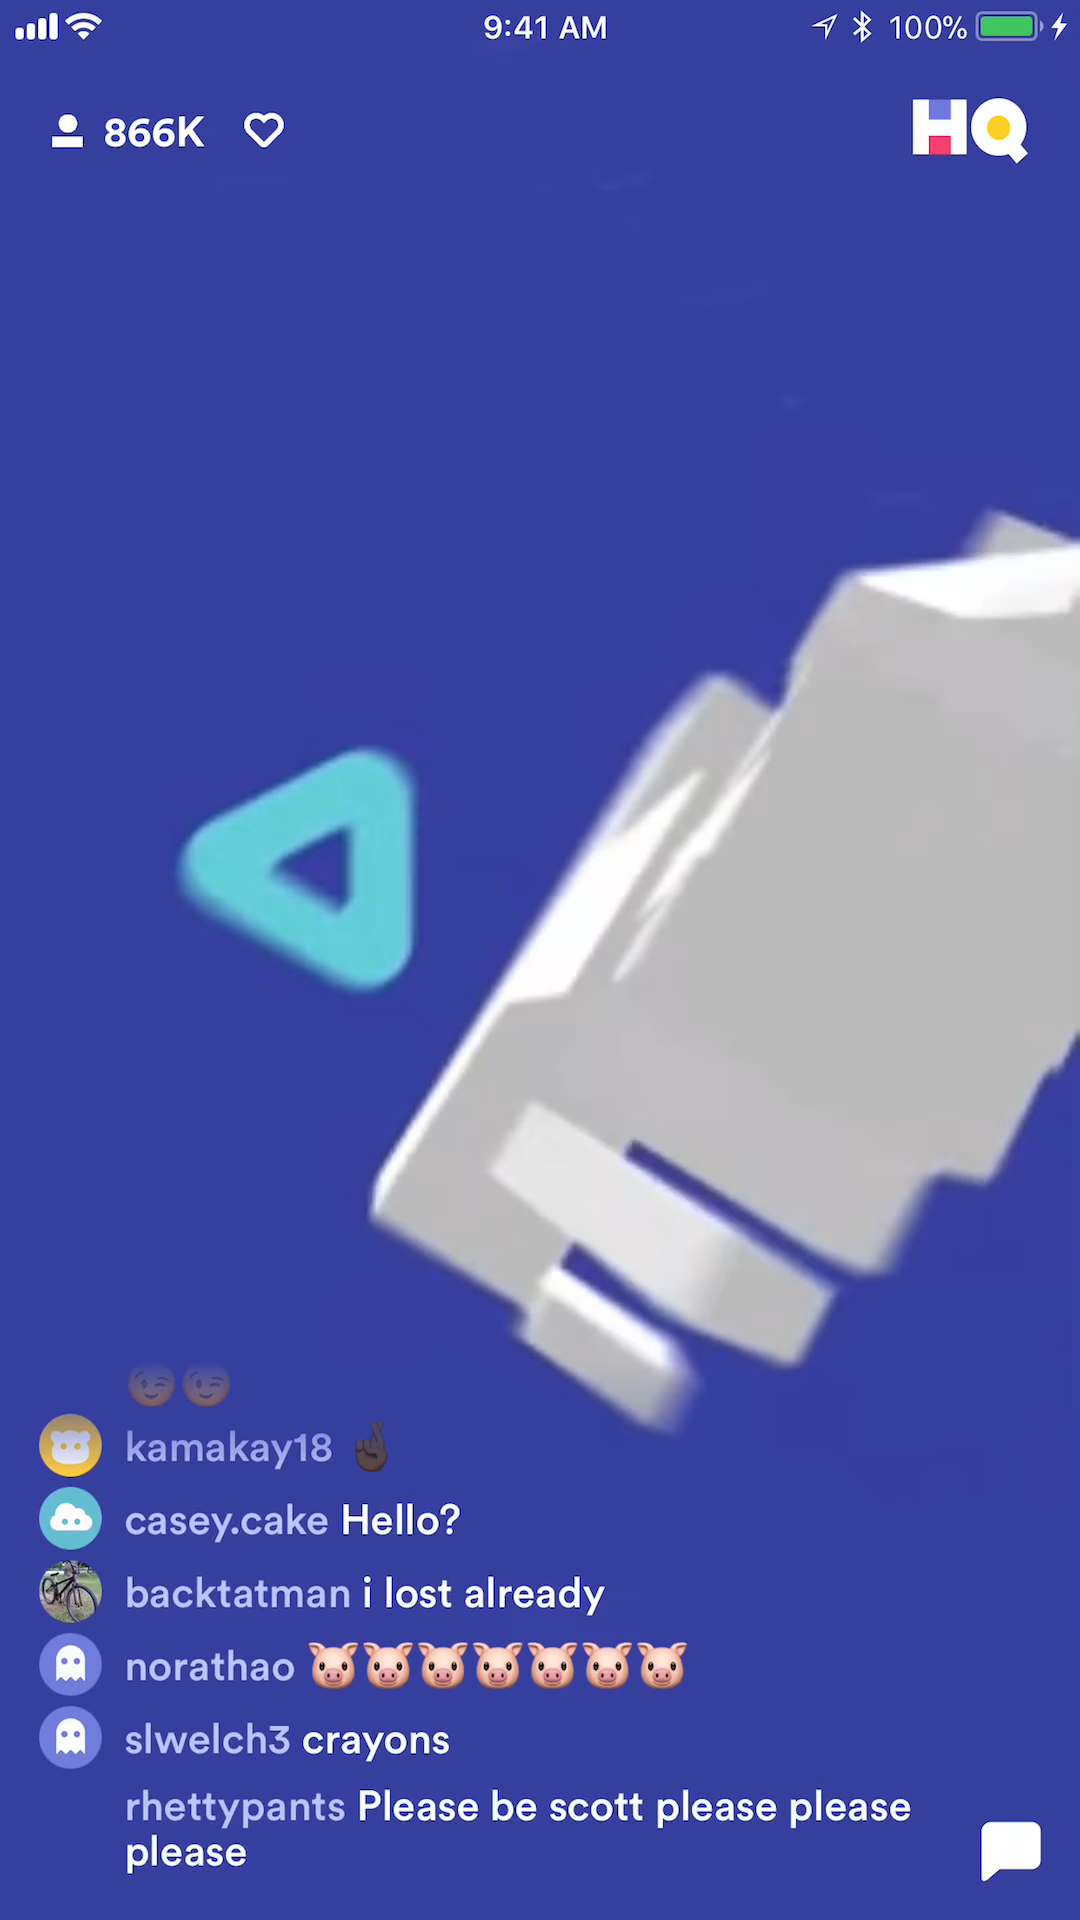 9:41 AM
100%
866K
HQ
kamakay18
casey.cake Hello?
backtatman i lost already
norathao 🐷🐷🐷🐷🐷🐷🐷
slwelch3 crayons
rhettypants Please be scott please please
please